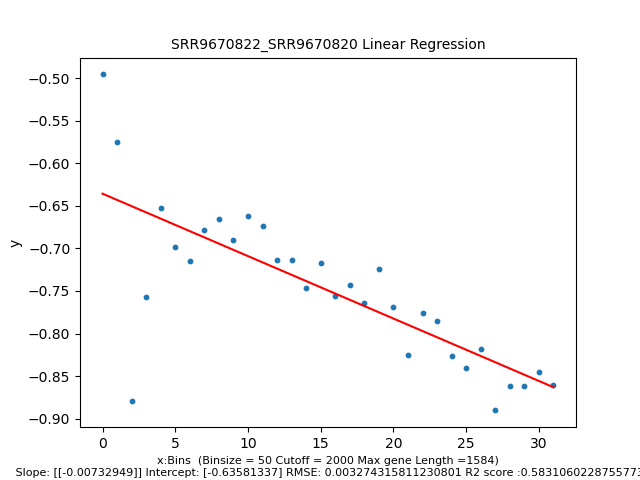 SRR9670822_SRR9670820 Linear Regression
−0.50
−0.55
−0.60
−0.65
−0.70
−0.75
−0.80
−0.85
−0.90
y
0 5 10 15 20 25 30
x:Bins (Binsize = 50 Cutoff = 2000 Max gene Length =1584)
Slope: [[-0.00732949]] Intercept: [-0.63581337] RMSE: 0.003274315811230801 R2 score :0.5831060228755773